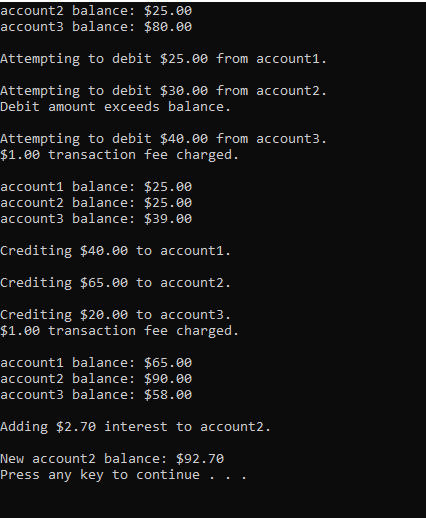 account2 balance: $25.00
account3 balance: $80.00
Attempting to debit $25.00 from account1.
Attempting to debit $30.00 from account2.
Debit amount exceeds balance.
Attempting to debit $40.00 from account3.
$1.00 transaction fee charged.
account1 balance: $25.00
account2 balance: $25.00
account3 balance: $39.00
Crediting $40.00 to account1.
Crediting $65.00 to account2.
Crediting $20.00 to account3.
$1.00 transaction fee charged.
account1 balance: $65.00
account2 balance: $90.00
account3 balance: $58.00
Adding $2.70 interest to account2.
New account2 balance: $92.70
Press any key to continue . . .